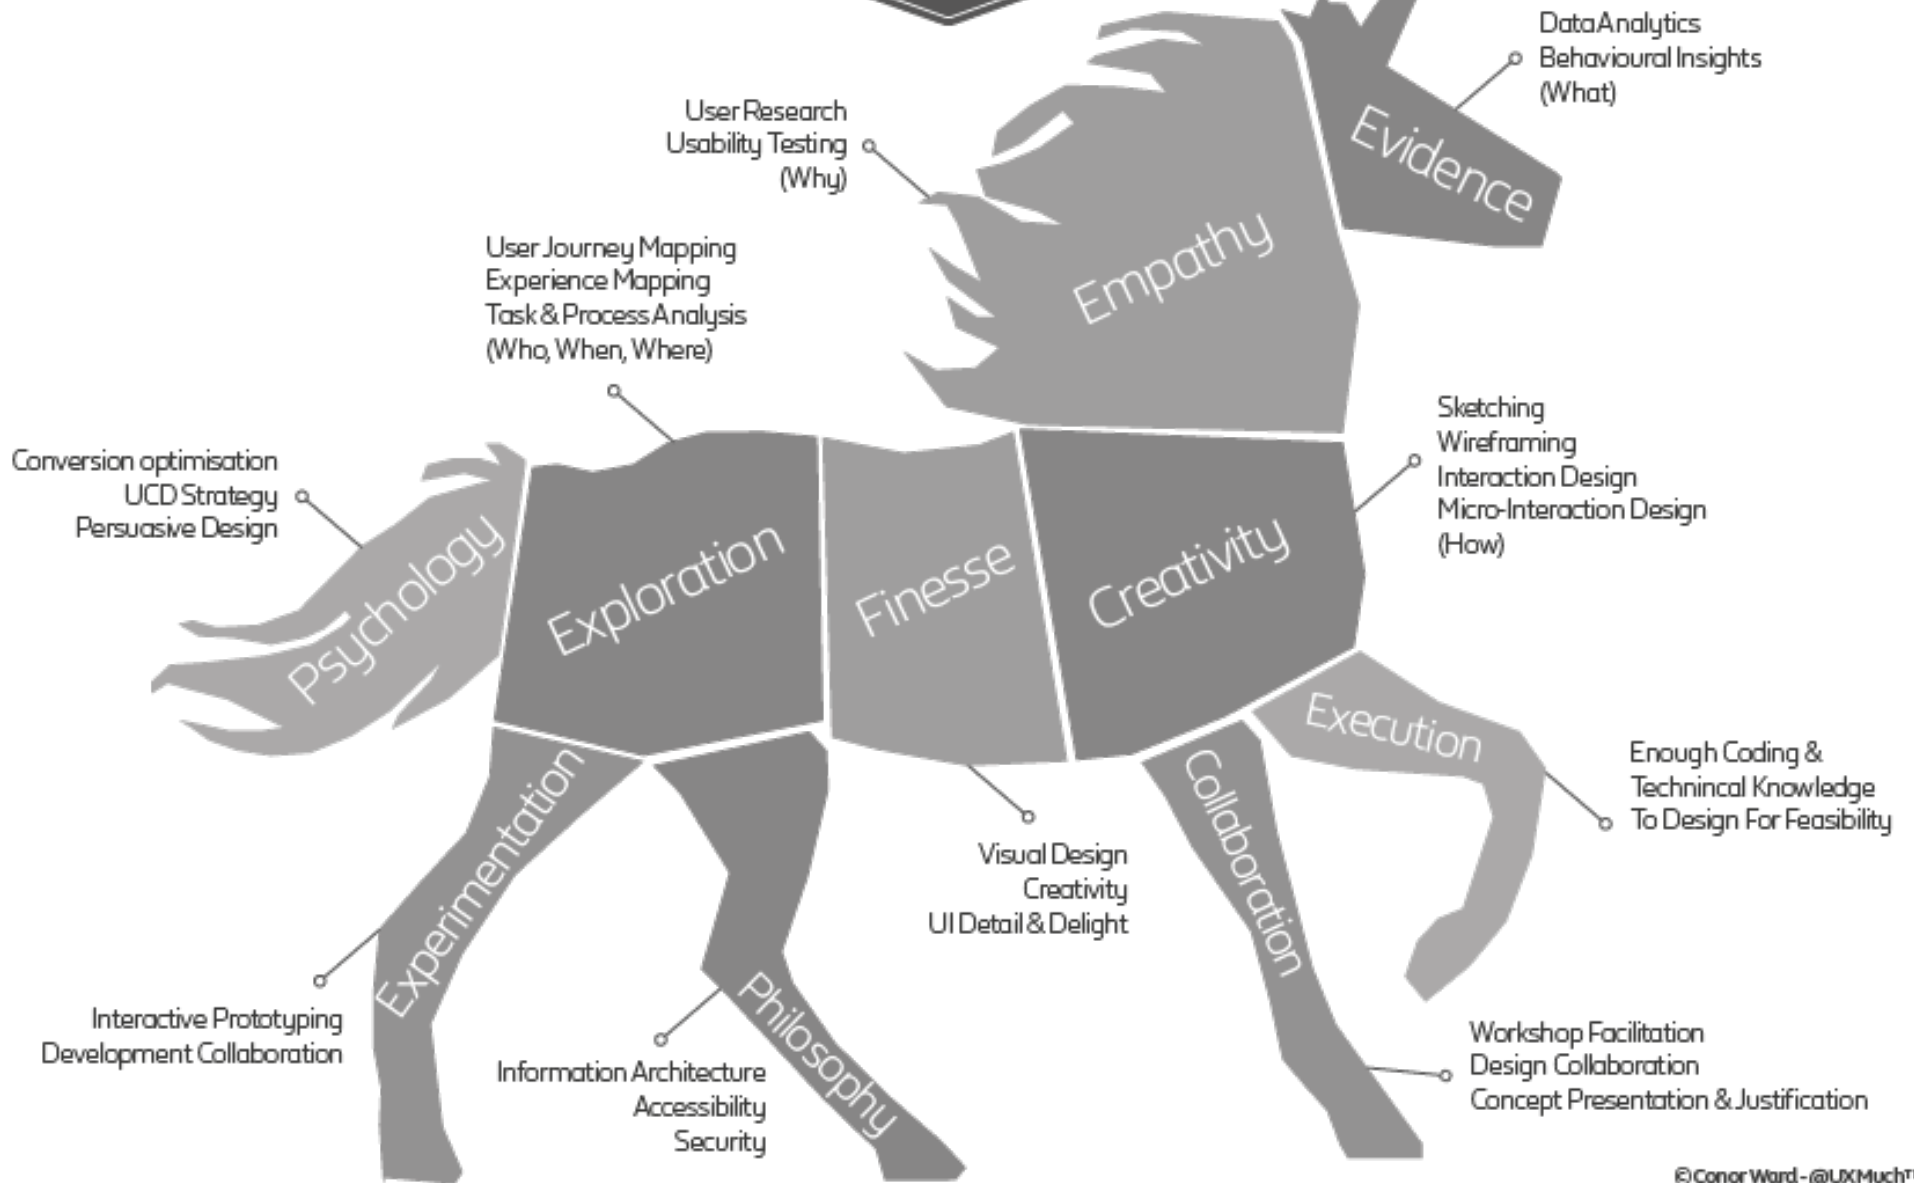 Data Analytics
Behavioural Insights
(What)
Evidence
User Research
Usability Testing
(Why)
Empathy
User Journey Mapping
Experience Mapping
Task & Process Analysis
(Who, When, Where)
Sketching
Wireframing
Interaction Design
Micro-Interaction Design
(How)
Conversion optimisation
UCD Strategy
Persuasive Design
Psychology
Exploration
Finesse
Creativity
Execution
Enough Coding &
Technincal Knowledge
To Design For Feasibility
Experimentation
Collaboration
Visual Design
Creativity
UI Detail & Delight
Interactive Prototyping
Development Collaboration
Philosophy
Information Architecture
Accessibility
Security
Workshop Facilitation
Design Collaboration
Concept Presentation & Justification
© Conor Ward - @UXMuch™